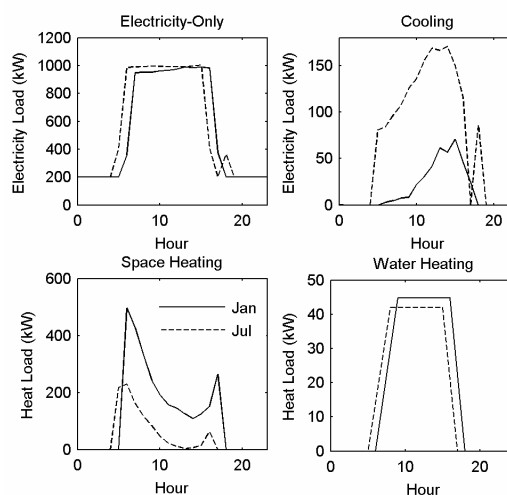 Electricity-Only
Electricity Load (kW)
1200
1000
800
600
400
200
0
0 10 20
Hour
Cooling
Electricity Load (kW)
150
100
50
0
0 10 20
Hour
Space Heating
Heat Load (kW)
600
400
200
0
0 10 20
Hour
Jan
Jul
Water Heating
Heat Load (kW)
50
40
30
20
10
0
0 10 20
Hour